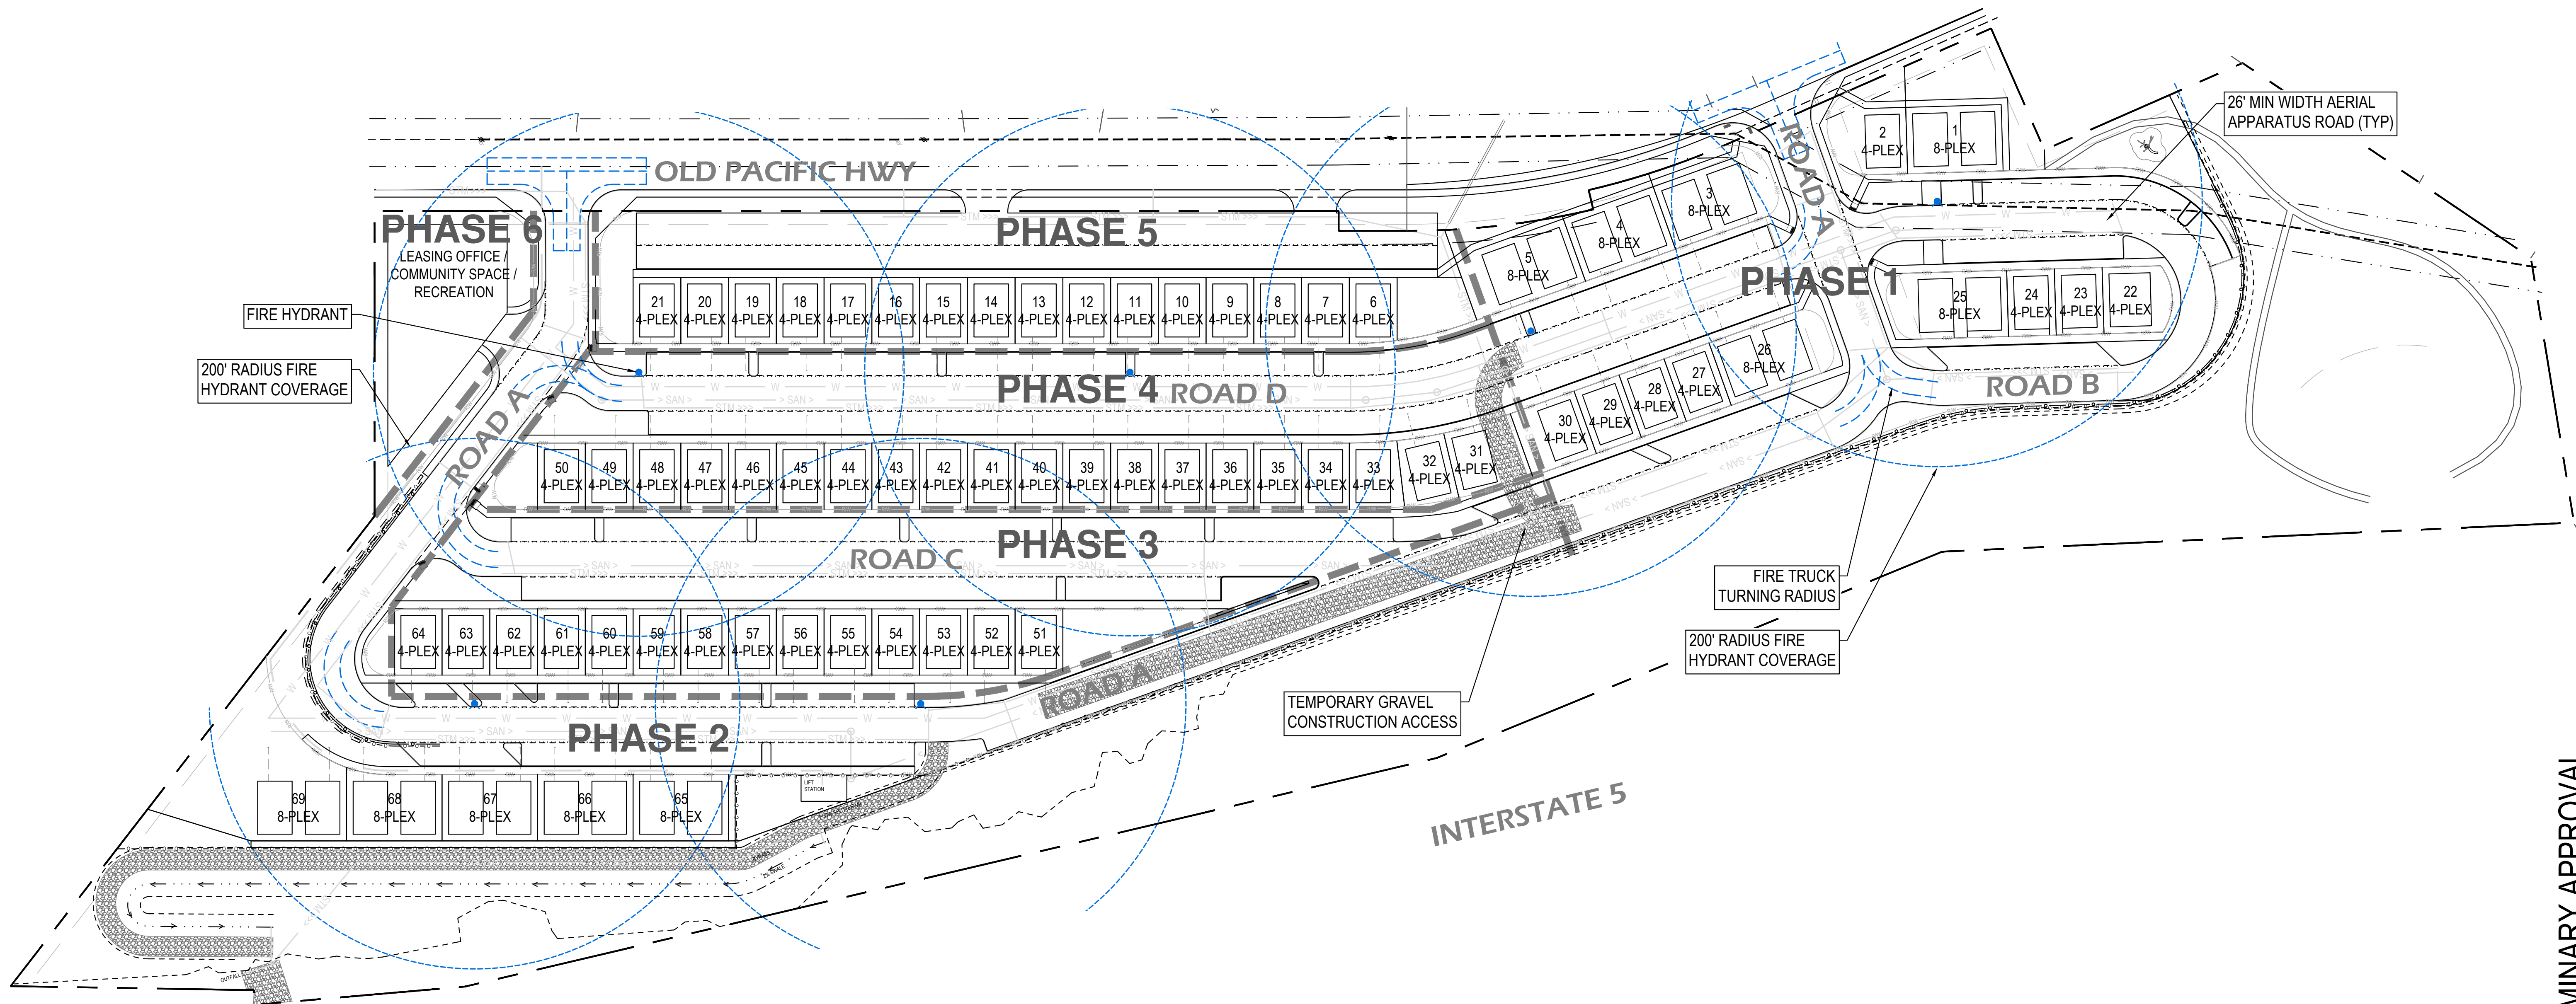 26' MIN WIDTH AERIAL
APPARATUS ROAD (TYP)
2
4-PLEX
1
8-PLEX
ROAD A
OLD PACIFIC HWY
PHASE 6
LEASING OFFICE /
COMMUNITY SPACE /
RECREATION
PHASE 5
3
8-PLEX
4
8-PLEX
5
8-PLEX
PHASE 1
25
8-PLEX
24
4-PLEX
23
4-PLEX
22
4-PLEX
FIRE HYDRANT
21
4-PLEX
20
4-PLEX
19
4-PLEX
18
4-PLEX
17
4-PLEX
16
4-PLEX
15
4-PLEX
14
4-PLEX
13
4-PLEX
12
4-PLEX
11
4-PLEX
10
4-PLEX
9
4-PLEX
8
4-PLEX
7
4-PLEX
6
4-PLEX
200' RADIUS FIRE
HYDRANT COVERAGE
PHASE 4
ROAD D
26
8-PLEX
27
4-PLEX
28
4-PLEX
29
4-PLEX
30
4-PLEX
ROAD B
ROAD A
50
4-PLEX
49
4-PLEX
48
4-PLEX
47
4-PLEX
46
4-PLEX
45
4-PLEX
44
4-PLEX
43
4-PLEX
42
4-PLEX
41
4-PLEX
40
4-PLEX
39
4-PLEX
38
4-PLEX
37
4-PLEX
36
4-PLEX
35
4-PLEX
34
4-PLEX
33
4-PLEX
32
4-PLEX
31
4-PLEX
PHASE 3
ROAD C
FIRE TRUCK
TURNING RADIUS
200' RADIUS FIRE
HYDRANT COVERAGE
64
4-PLEX
63
4-PLEX
62
4-PLEX
61
4-PLEX
60
4-PLEX
59
4-PLEX
58
4-PLEX
57
4-PLEX
56
4-PLEX
55
4-PLEX
54
4-PLEX
53
4-PLEX
52
4-PLEX
51
4-PLEX
ROAD A
TEMPORARY GRAVEL
CONSTRUCTION ACCESS
PHASE 2
LIFT
STATION
69
8-PLEX
68
8-PLEX
67
8-PLEX
66
8-PLEX
65
8-PLEX
INTERSTATE 5
OUTFALL
APPROVAL